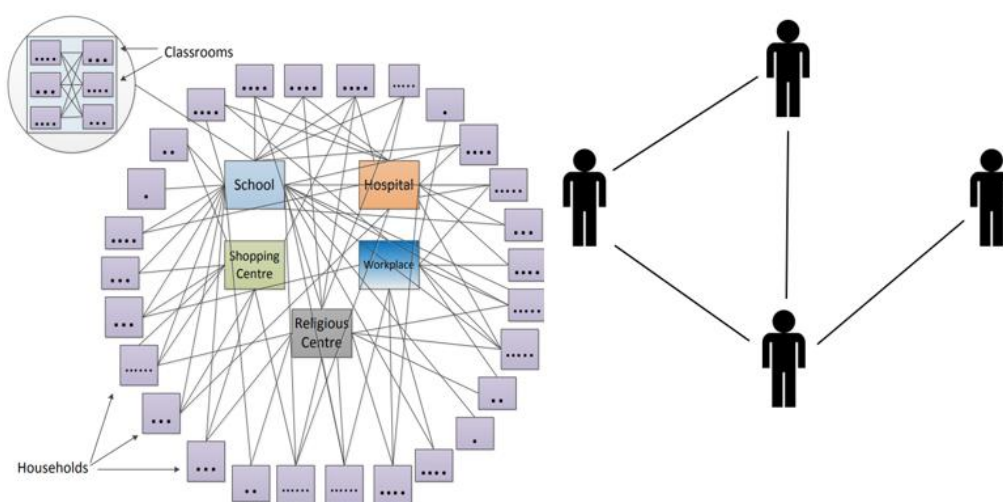 Classrooms
School
Hospital
Shopping
Centre
Workplace
Religious
Centre
Households